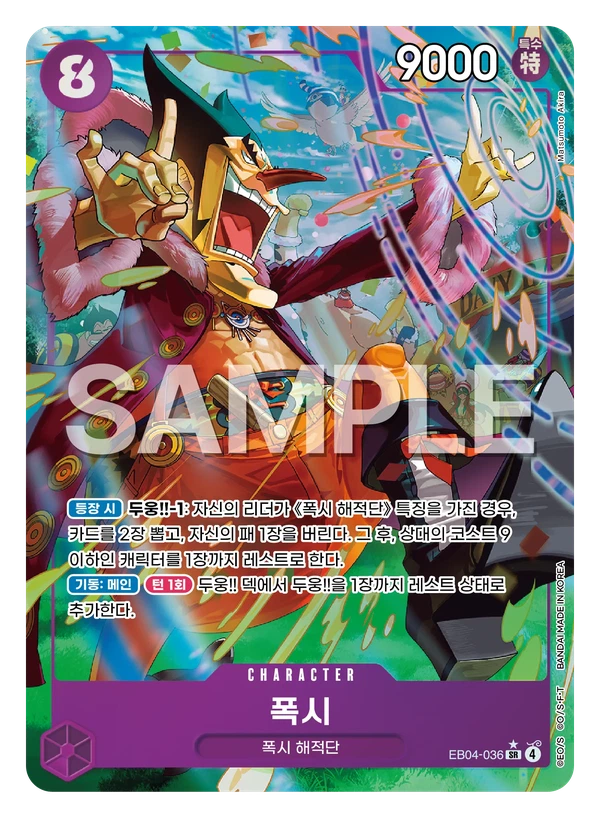 8
9000
특수
特
Matsumoto Akira
SAMPLE
등장 시 두웅!!-1: 자신의 리더가 《폭시 해적단》 특징을 가진 경우,
카드를 2장 뽑고, 자신의 패 1장을 버린다. 그 후, 상대의 코스트 9
이하인 캐릭터를 1장까지 레스트로 한다.
기동: 메인 턴 1회 두웅!! 덱에서 두웅!!을 1장까지 레스트 상태로
추가한다.
CHARACTER
폭시
폭시 해적단
EB04-036 SR 4
©EO/S ©O/S·F·T BANDAI MADE IN KOREA